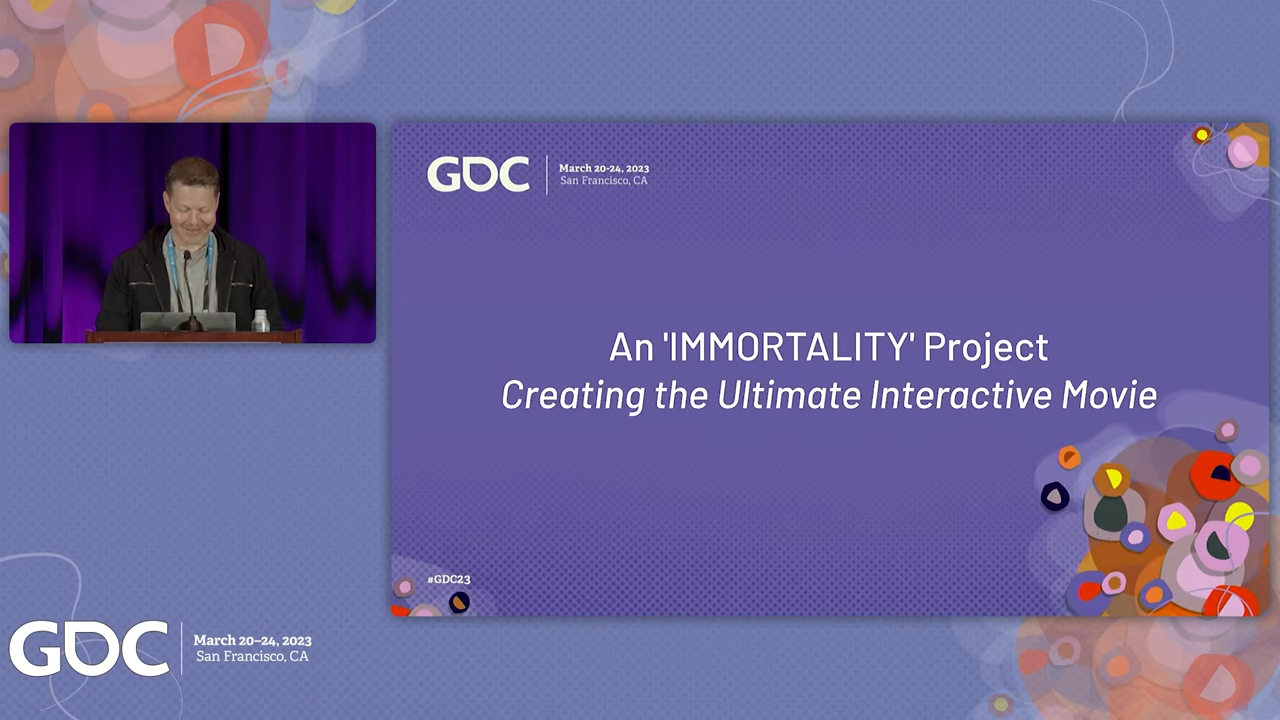 GDC
March 20-24, 2023
San Francisco, CA
An 'IMMORTALITY' Project
Creating the Ultimate Interactive Movie
#GDC23
GDC
March 20–24, 2023
San Francisco, CA